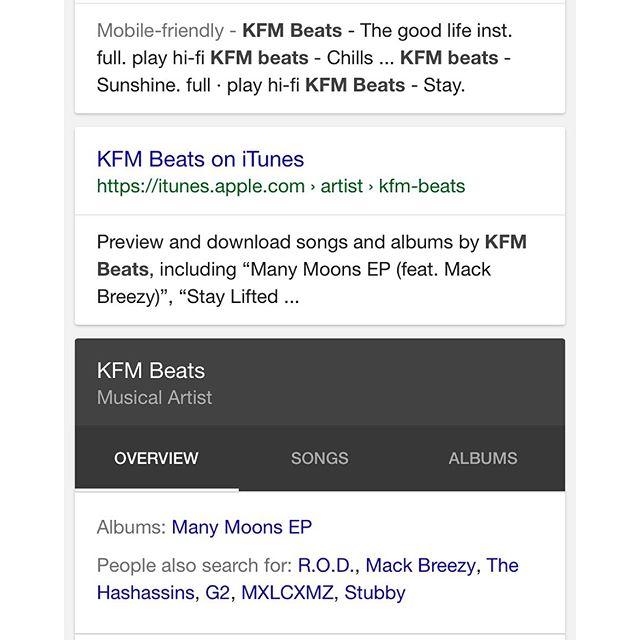 Mobile-friendly - KFM Beats - The good life inst.
full. play hi-fi KFM beats - Chills ... KFM beats -
Sunshine. full · play hi-fi KFM Beats - Stay.
KFM Beats on iTunes
https://itunes.apple.com › artist › kfm-beats
Preview and download songs and albums by KFM
Beats, including “Many Moons EP (feat. Mack
Breezy)”, “Stay Lifted ...
KFM Beats
Musical Artist
OVERVIEW SONGS ALBUMS
Albums: Many Moons EP
People also search for: R.O.D., Mack Breezy, The
Hashassins, G2, MXLCXMZ, Stubby